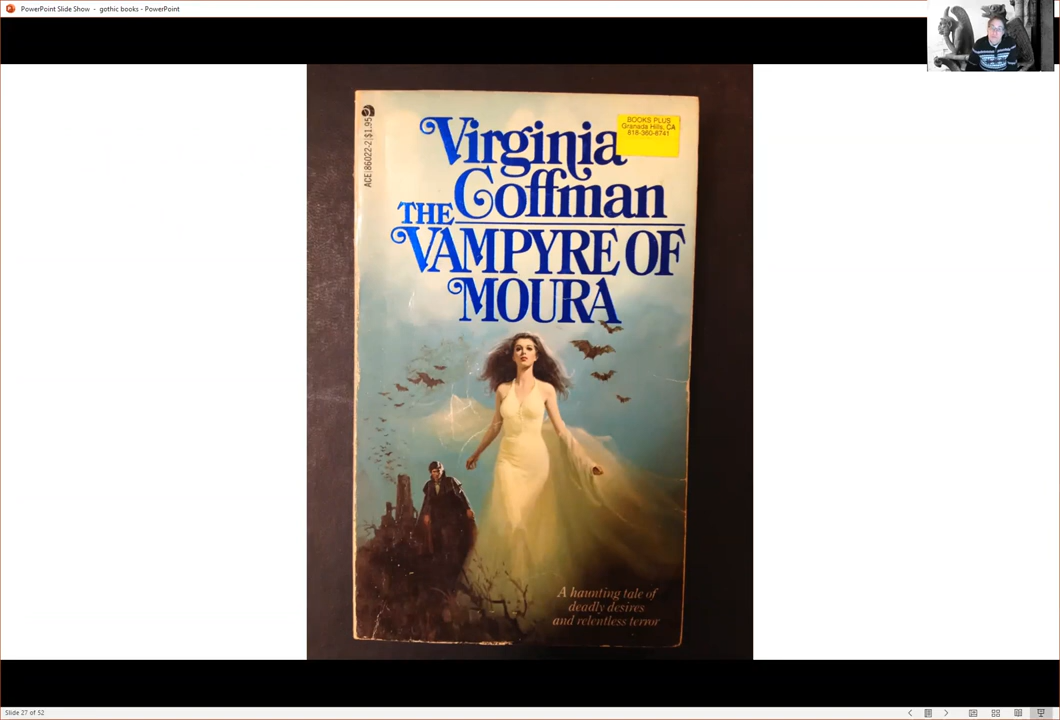 PowerPoint Slide Show - gothic books - PowerPoint
ACE | 86022-2 | $1.95
BOOKS PLUS
Granada Hills, CA
818-360-8741
Virginia
Coffman
THE
VAMPYRE OF
MOURA
A haunting tale of
deadly desires
and relentless terror
Slide 27 of 52